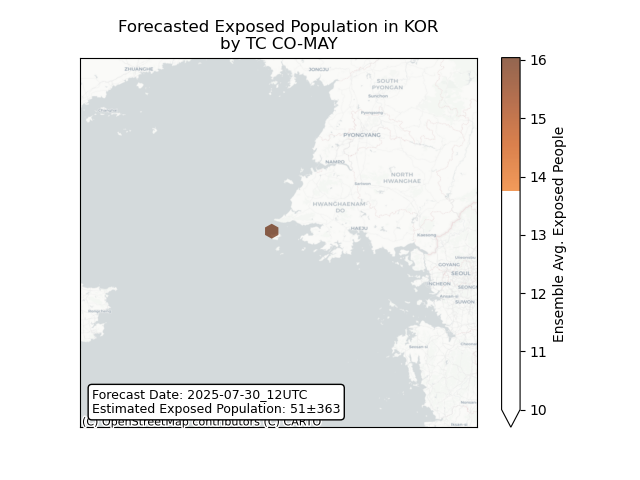 Forecasted Exposed Population in KOR
by TC CO-MAY
ZHUANGHE
JONGJU
SOUTH
PYONGAN
PYONGYANG
NAMPO
NORTH
HWANGHAE
HWANGHAENAM
DO
HAEJU
GOYANG
SEOUL
INCHEON
SUWON
Forecast Date: 2025-07-30_12UTC
Estimated Exposed Population: 51±363
(C) OpenStreetMap contributors (C) CARTO
16
15
14
13
12
11
10
Ensemble Avg. Exposed People